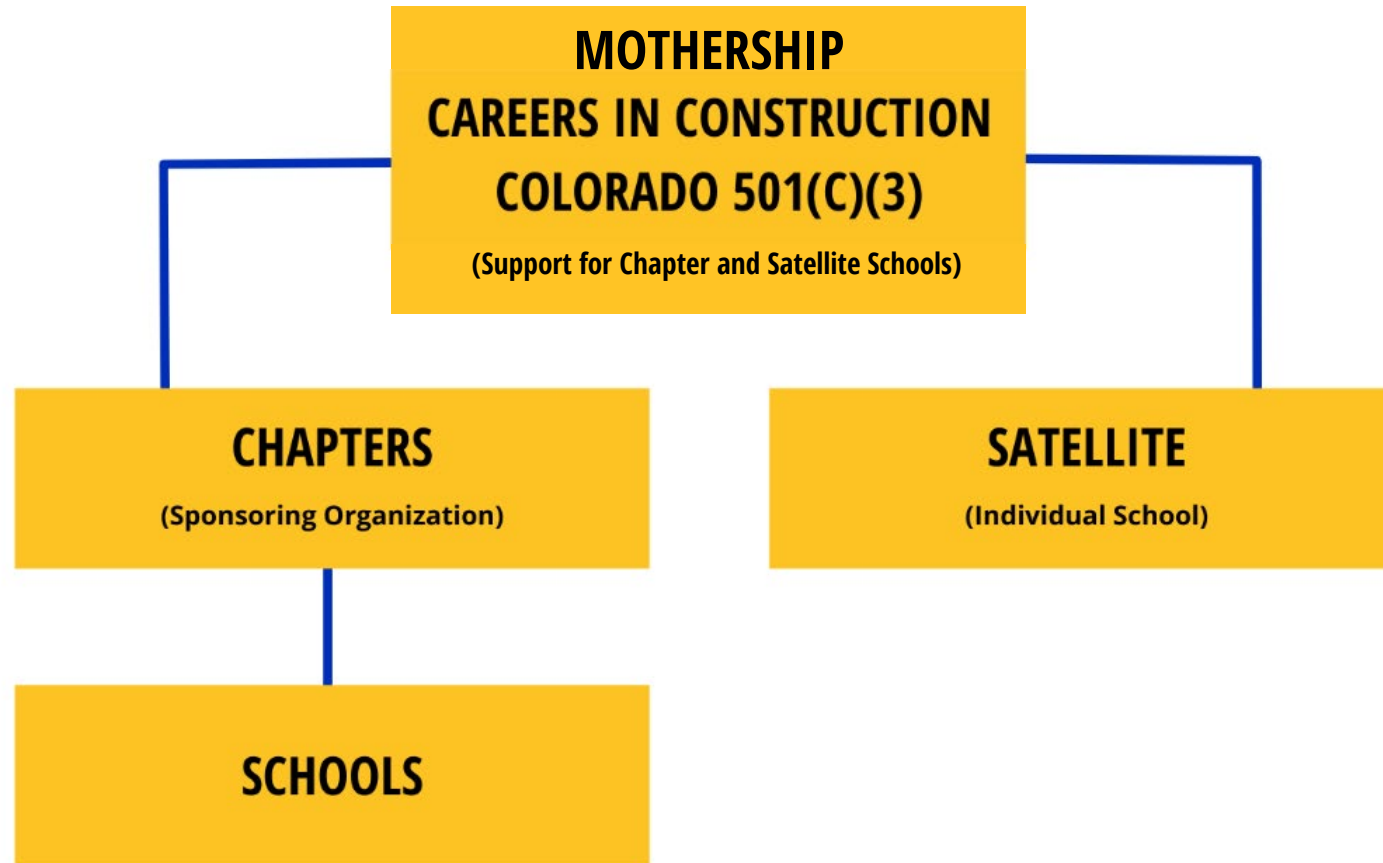 MOTHERSHIP
CAREERS IN CONSTRUCTION
COLORADO 501(C)(3)
(Support for Chapter and Satellite Schools)
CHAPTERS
(Sponsoring Organization)
SATELLITE
(Individual School)
SCHOOLS